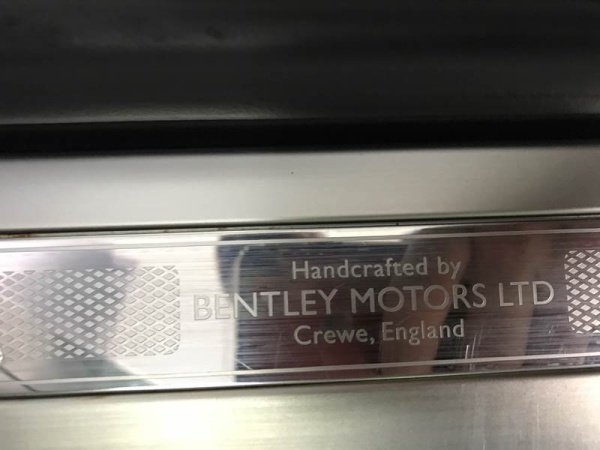 Handcrafted by
BENTLEY MOTORS LTD
Crewe, England